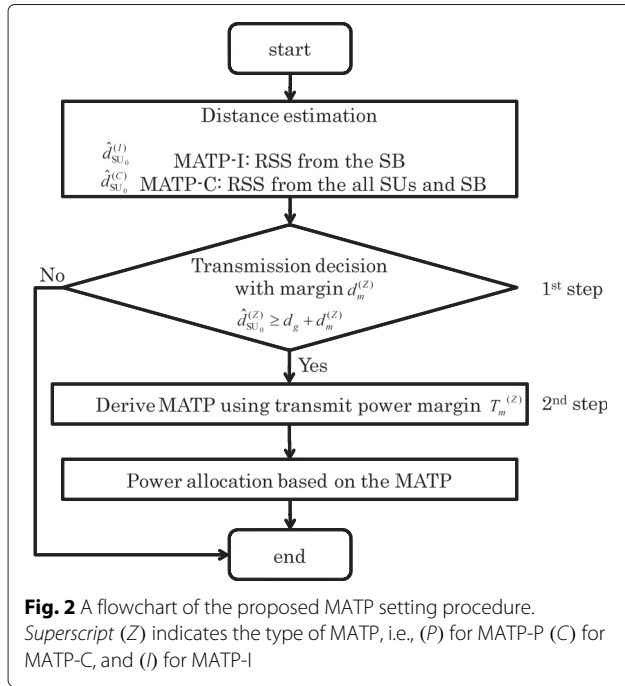 start
Distance estimation
d̂_SU₀^(I) MATP-I: RSS from the SB
d̂_SU₀^(C) MATP-C: RSS from the all SUs and SB
No
Transmission decision
with margin d_m^(Z)
d̂_SU₀^(Z) ≥ d_g + d_m^(Z)
1st step
Yes
Derive MATP using transmit power margin T_m^(Z)
2nd step
Power allocation based on the MATP
end
Fig. 2 A flowchart of the proposed MATP setting procedure.
Superscript (Z) indicates the type of MATP, i.e., (P) for MATP-P (C) for
MATP-C, and (I) for MATP-I